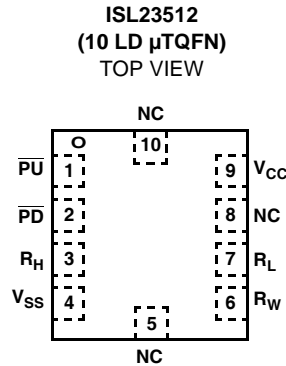 ISL23512
(10 LD µTQFN)
TOP VIEW
NC
O
10
PU 1 9 VCC
PD 2 8 NC
RH 3 7 RL
VSS 4 6 RW
5
NC